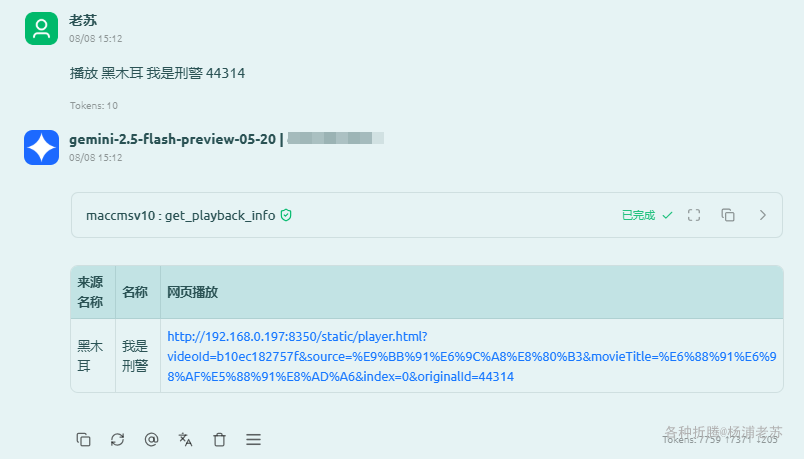 老苏
08/08 15:12
播放 黑木耳 我是刑警 44314
Tokens: 10
gemini-2.5-flash-preview-05-20 |
08/08 15:12
maccmsv10 : get_playback_info 已完成
来源
名称
名称
网页播放
黑木
耳
我是
刑警
http://192.168.0.197:8350/static/player.html?
videoId=b10ec182757f&source=%E9%BB%91%E6%9C%A8%E8%80%B3&movieTitle=%E6%88%91%E6%9
8%AF%E5%88%91%E8%AD%A6&index=0&originalId=44314
各种折腾@杨浦老苏
Tokens: 7759 ↑7371 ↓205